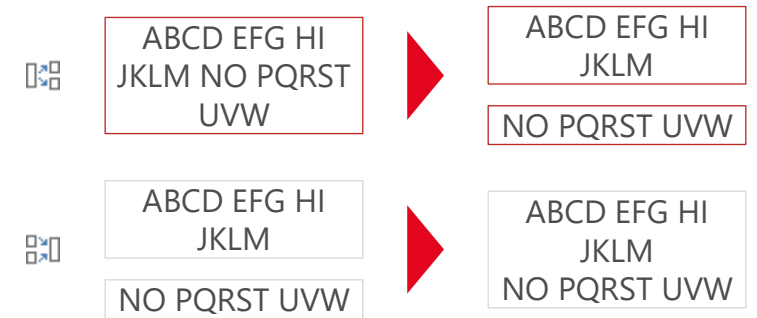 ABCD EFG HI
JKLM NO PQRST
UVW
ABCD EFG HI
JKLM
NO PQRST UVW
ABCD EFG HI
JKLM
NO PQRST UVW
ABCD EFG HI
JKLM
NO PQRST UVW